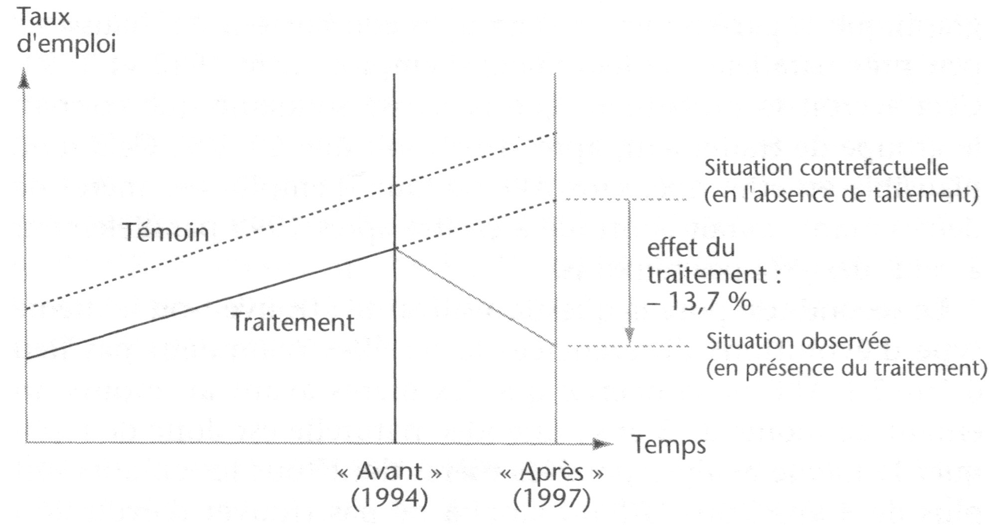 Taux
d'emploi
Témoin
Traitement
Situation contrefactuelle
(en l'absence de taitement)
effet du
traitement :
– 13,7 %
Situation observée
(en présence du traitement)
Temps
« Avant »
(1994)
« Après »
(1997)